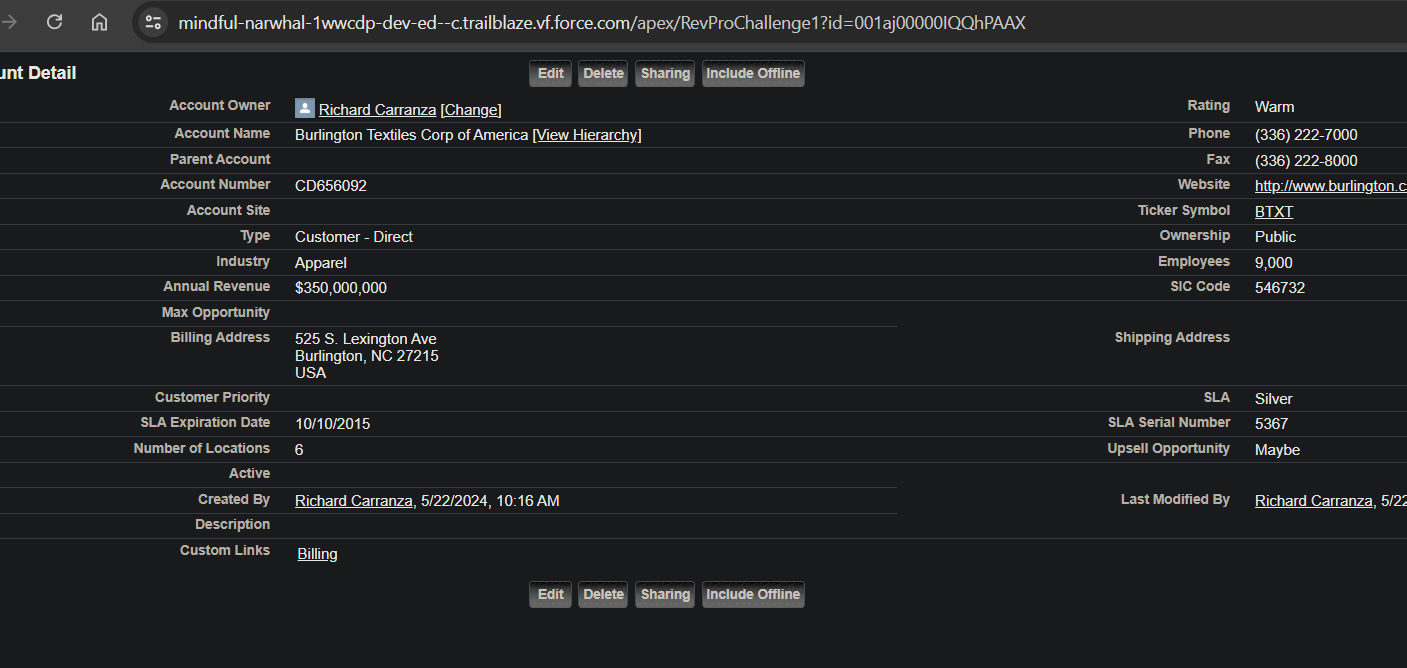 mindful-narwhal-1wwcdp-dev-ed--c.trailblaze.vf.force.com/apex/RevProChallenge1?id=001aj00000IQQhPAAX
unt Detail Edit Delete Sharing Include Offline
Account Owner Richard Carranza [Change] Rating Warm
Account Name Burlington Textiles Corp of America [View Hierarchy] Phone (336) 222-7000
Parent Account Fax (336) 222-8000
Account Number CD656092 Website http://www.burlington.c
Account Site Ticker Symbol BTXT
Type Customer - Direct Ownership Public
Industry Apparel Employees 9,000
Annual Revenue $350,000,000 SIC Code 546732
Max Opportunity
Billing Address 525 S. Lexington Ave Shipping Address
Burlington, NC 27215
USA
Customer Priority SLA Silver
SLA Expiration Date 10/10/2015 SLA Serial Number 5367
Number of Locations 6 Upsell Opportunity Maybe
Active
Created By Richard Carranza, 5/22/2024, 10:16 AM Last Modified By Richard Carranza, 5/22
Description
Custom Links Billing
Edit Delete Sharing Include Offline